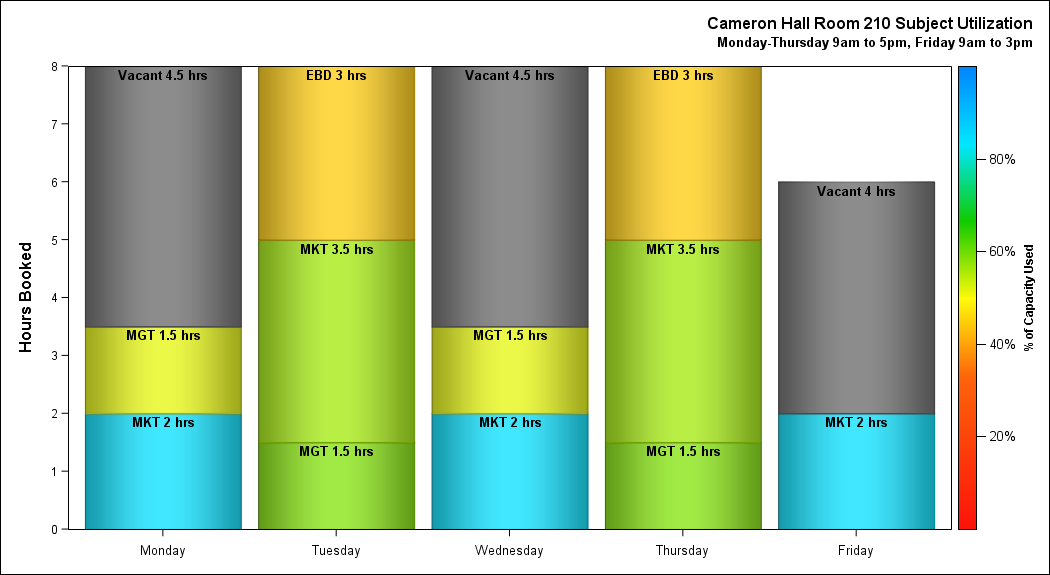 Cameron Hall Room 210 Subject Utilization
Monday-Thursday 9am to 5pm, Friday 9am to 3pm
Hours Booked
8
7
6
5
4
3
2
1
0
Vacant 4.5 hrs
MGT 1.5 hrs
MKT 2 hrs
EBD 3 hrs
MKT 3.5 hrs
MGT 1.5 hrs
Vacant 4.5 hrs
MGT 1.5 hrs
MKT 2 hrs
EBD 3 hrs
MKT 3.5 hrs
MGT 1.5 hrs
Vacant 4 hrs
MKT 2 hrs
Monday
Tuesday
Wednesday
Thursday
Friday
80%
60%
40%
20%
% of Capacity Used